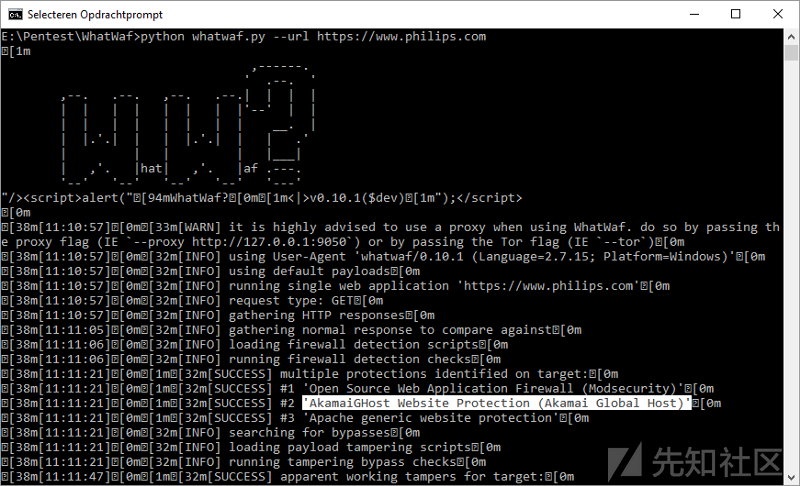 Selecteren Opdrachtprompt
E:\Pentest\WhatWaf>python whatwaf.py --url https://www.philips.com
[1m
                                ,------.
                               '  .--.  '
 ,--.   .--.   ,--.   .--.|  |  |  |
 |  |   |  |   |  |   |  |'--'  |  |
 |  |   |  |   |  |   |  |    __.  |
 |  |.'.|  |   |  |.'.|  |   |   .'
 |         |   |         |   |___|
 |   ,'.   |hat|   ,'.   |af .---.
 '--'   '--'   '--'   '--'   '---'
"/><script>alert("[94mWhatWaf?[0m[1m<|>v0.10.1($dev)[1m");</script>
[0m
[38m[11:10:57][0m[33m[WARN] it is highly advised to use a proxy when using WhatWaf. do so by passing th
e proxy flag (IE `--proxy http://127.0.0.1:9050`) or by passing the Tor flag (IE `--tor`)[0m
[38m[11:10:57][0m[32m[INFO] using User-Agent 'whatwaf/0.10.1 (Language=2.7.15; Platform=Windows)'[0m
[38m[11:10:57][0m[32m[INFO] using default payloads[0m
[38m[11:10:57][0m[32m[INFO] running single web application 'https://www.philips.com'[0m
[38m[11:10:57][0m[32m[INFO] request type: GET[0m
[38m[11:10:57][0m[32m[INFO] gathering HTTP responses[0m
[38m[11:11:05][0m[32m[INFO] gathering normal response to compare against[0m
[38m[11:11:06][0m[32m[INFO] loading firewall detection scripts[0m
[38m[11:11:06][0m[32m[INFO] running firewall detection checks[0m
[38m[11:11:21][0m[1m[32m[SUCCESS] multiple protections identified on target:[0m
[38m[11:11:21][0m[1m[32m[SUCCESS] #1 'Open Source Web Application Firewall (Modsecurity)'[0m
[38m[11:11:21][0m[1m[32m[SUCCESS] #2 'AkamaiGHost Website Protection (Akamai Global Host)'[0m
[38m[11:11:21][0m[1m[32m[SUCCESS] #3 'Apache generic website protection'[0m
[38m[11:11:21][0m[32m[INFO] searching for bypasses[0m
[38m[11:11:21][0m[32m[INFO] loading payload tampering scripts[0m
[38m[11:11:21][0m[32m[INFO] running tampering bypass checks[0m
[38m[11:11:47][0m[1m[32m[SUCCESS] apparent working tampers for target:[0m
先知社区